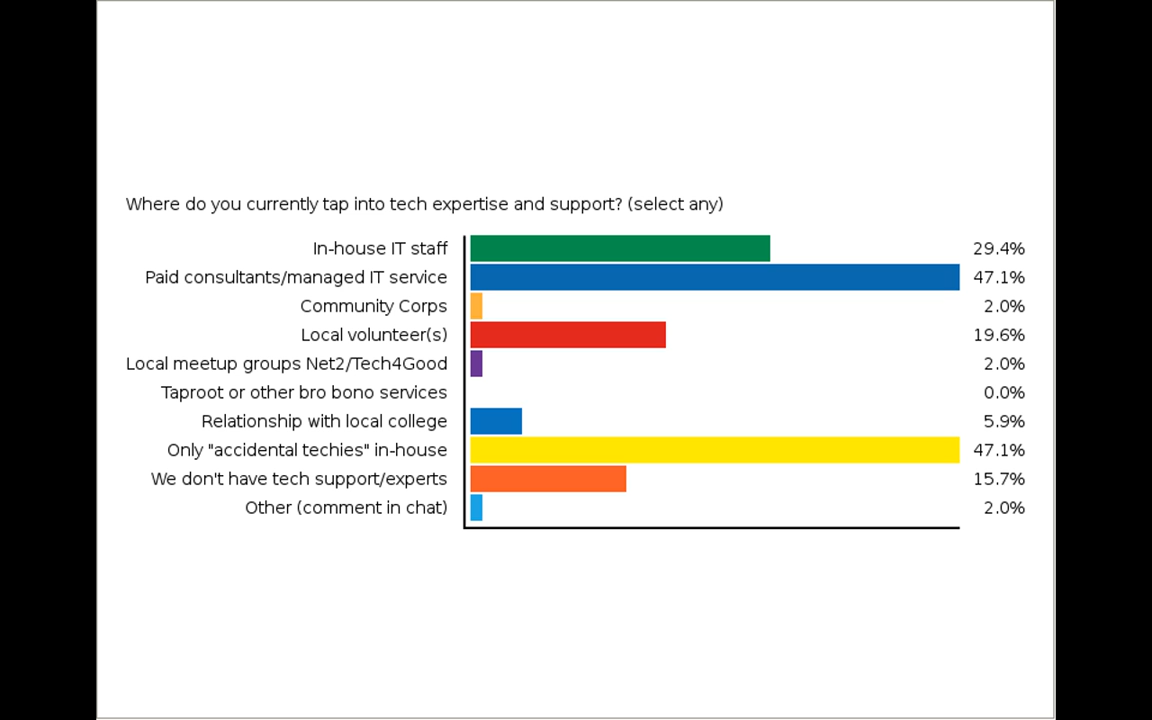 Where do you currently tap into tech expertise and support? (select any)
In-house IT staff 29.4%
Paid consultants/managed IT service 47.1%
Community Corps 2.0%
Local volunteer(s) 19.6%
Local meetup groups Net2/Tech4Good 2.0%
Taproot or other bro bono services 0.0%
Relationship with local college 5.9%
Only "accidental techies" in-house 47.1%
We don't have tech support/experts 15.7%
Other (comment in chat) 2.0%